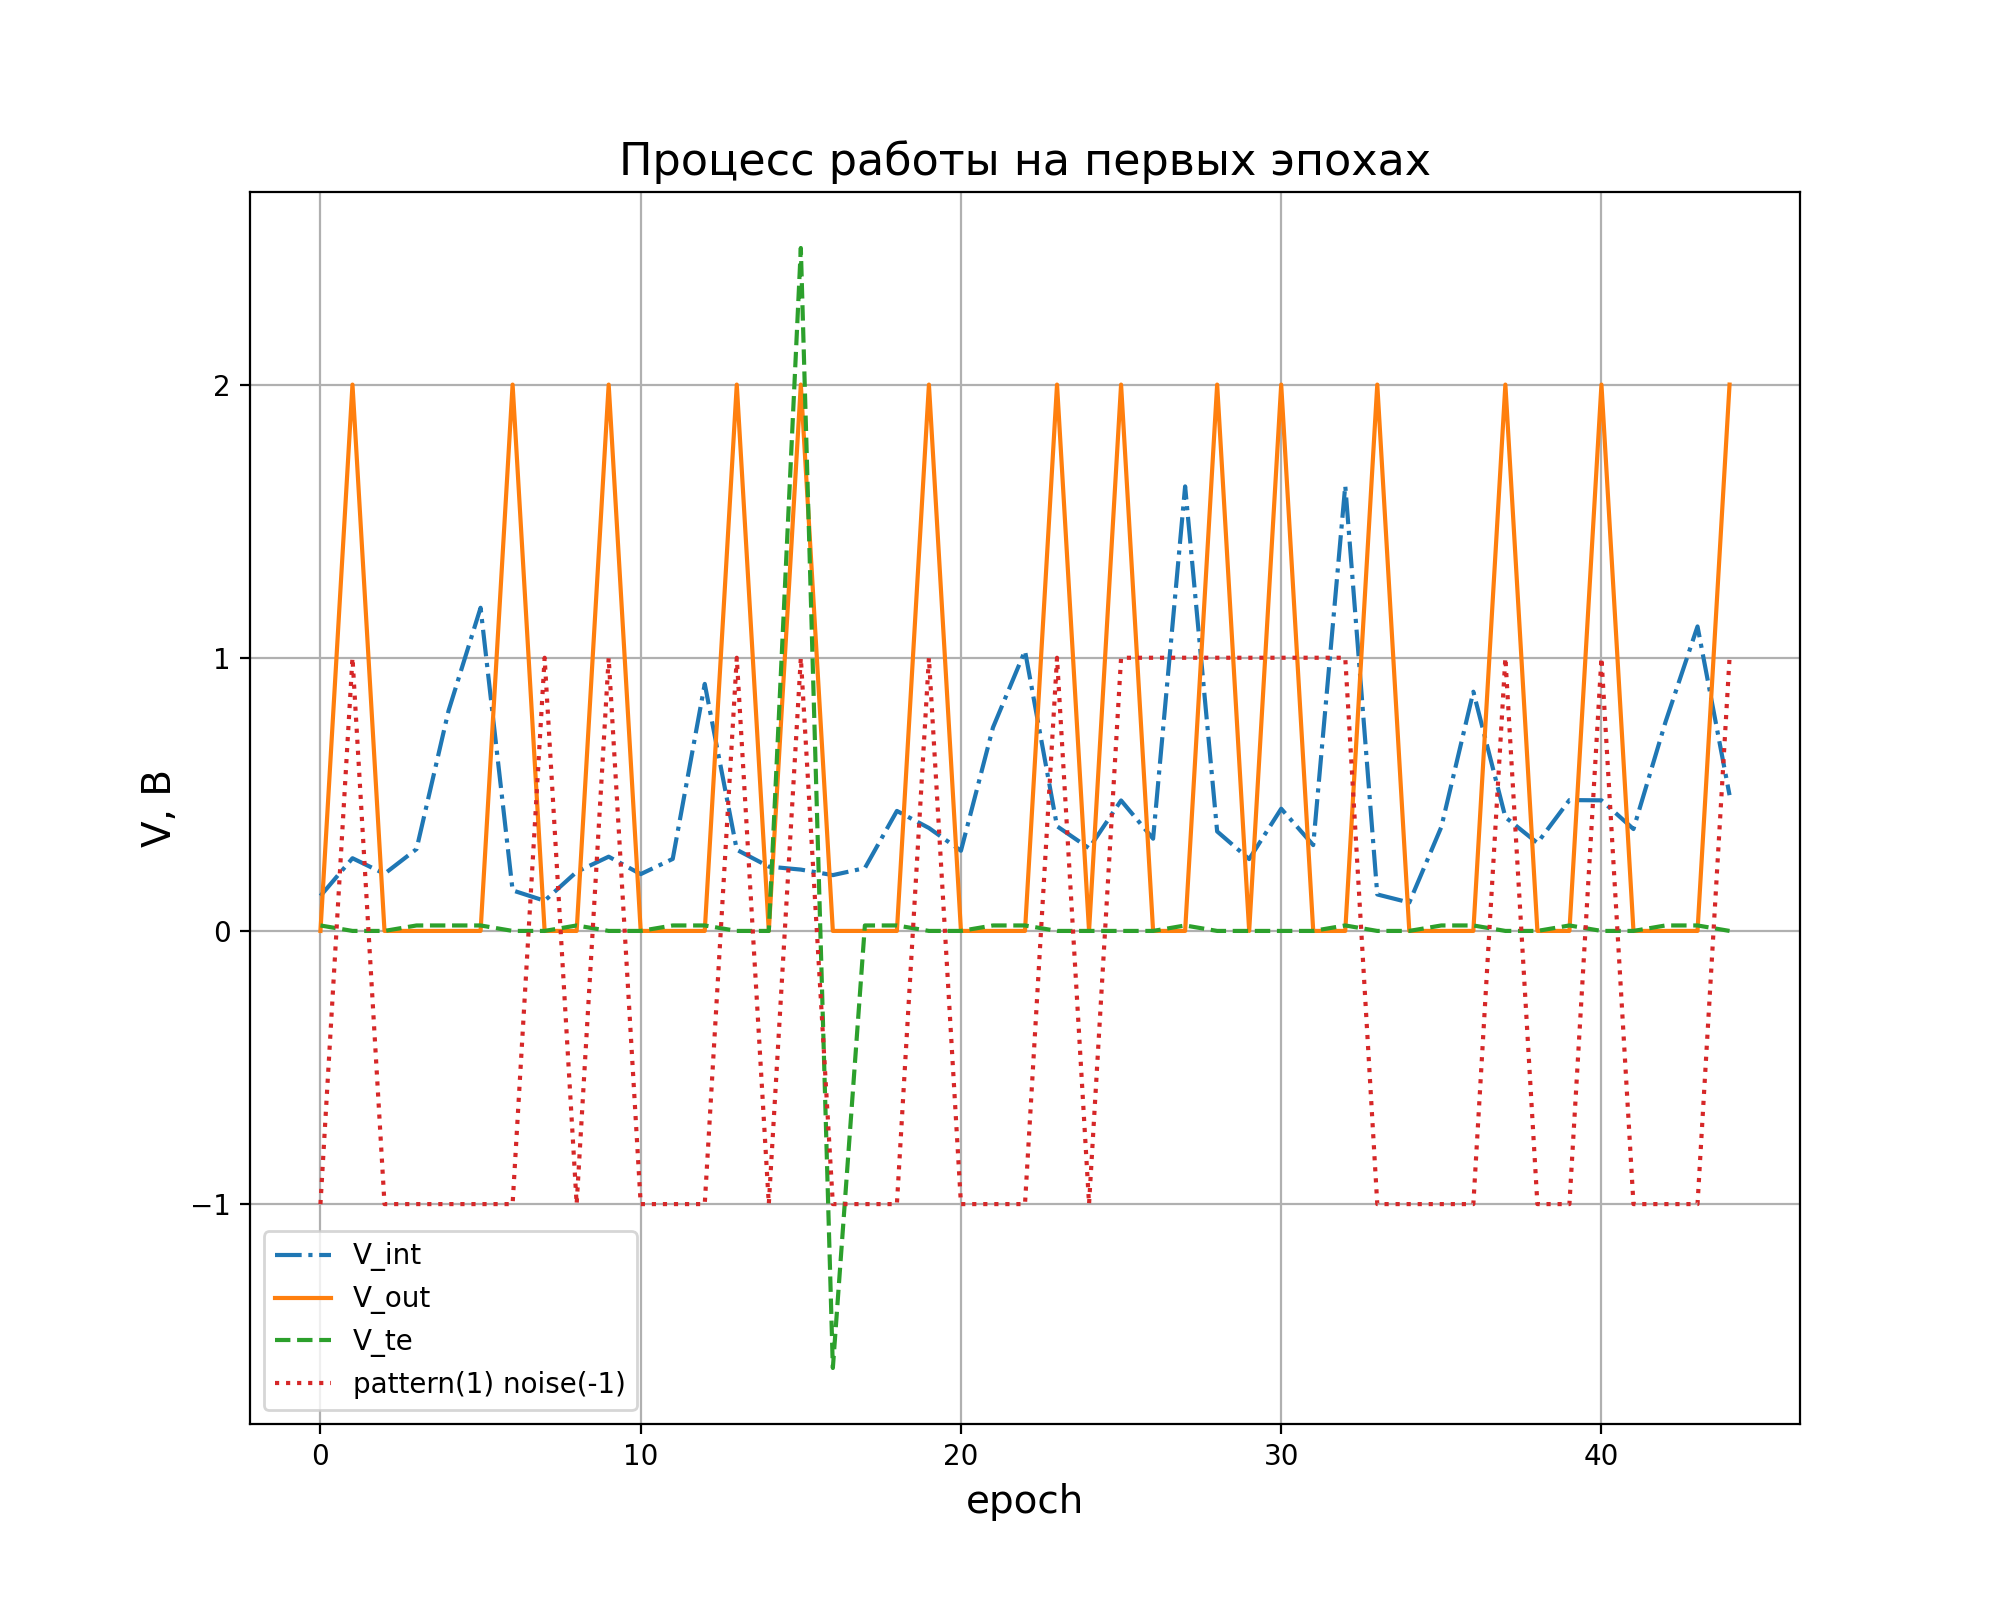 Процесс работы на первых эпохах
V, В
2
1
0
−1
0 10 20 30 40
epoch
V_int
V_out
V_te
pattern(1) noise(-1)